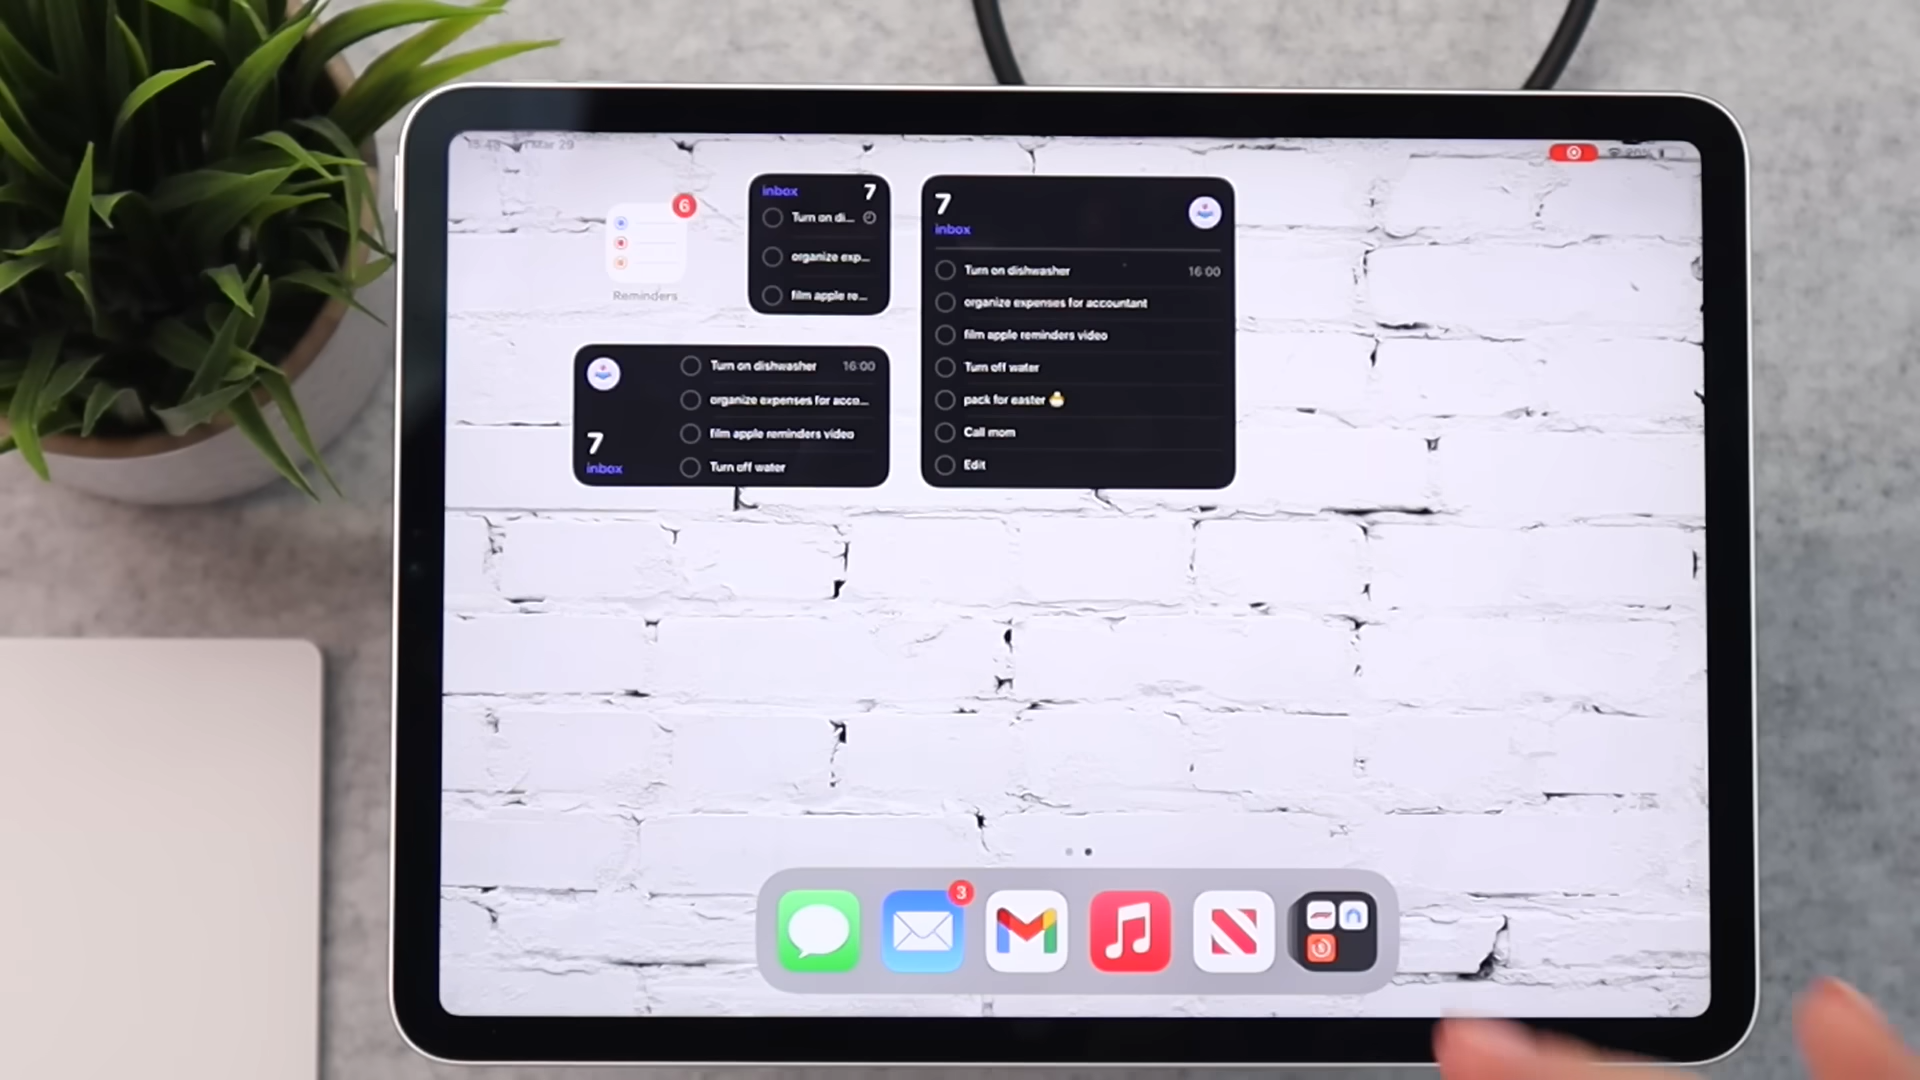 Mar 29
6
Reminders
inbox 7
Turn on di...
organize exp...
film apple re...
7
inbox
Turn on dishwasher 16:00
organize expenses for acco...
film apple reminders video
Turn off water
7
inbox
Turn on dishwasher 16:00
organize expenses for accountant
film apple reminders video
Turn off water
pack for easter 🐣
Call mom
Edit
3